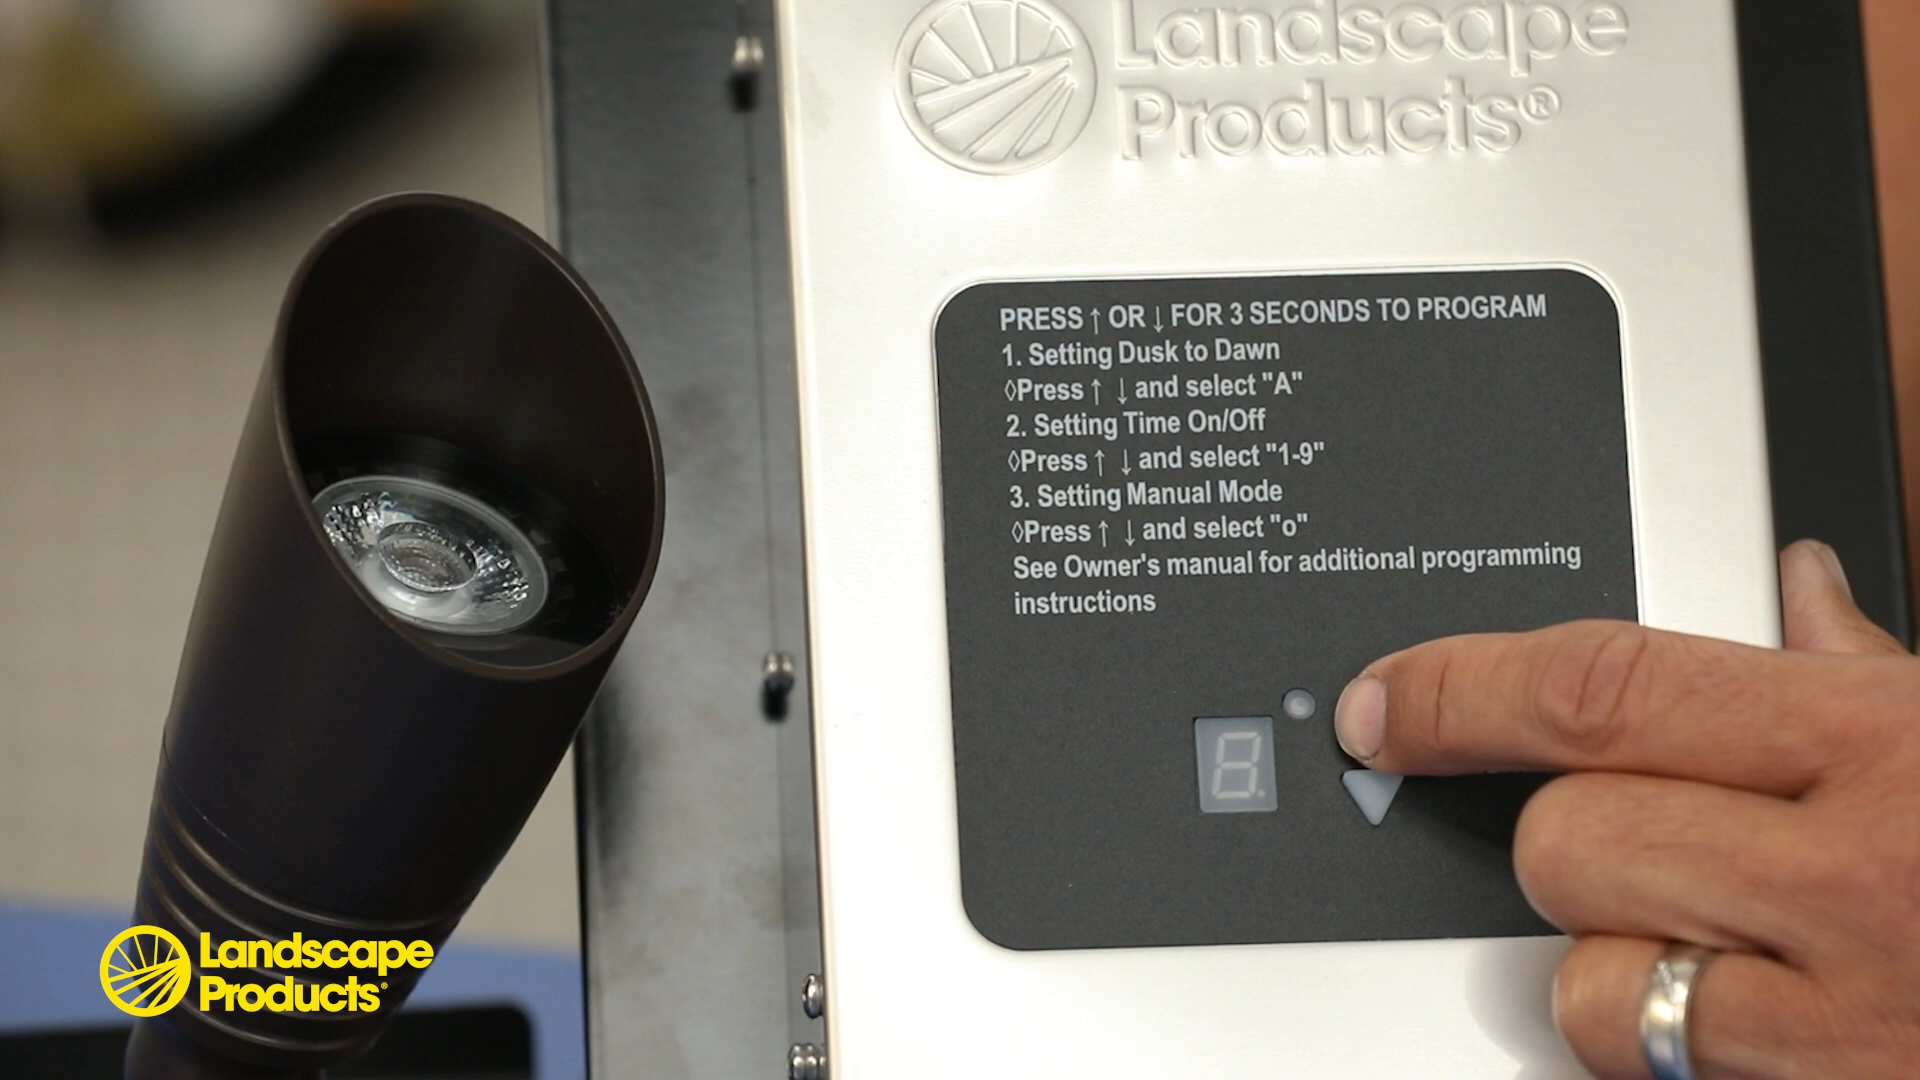 Landscape
Products®
PRESS ↑ OR ↓ FOR 3 SECONDS TO PROGRAM
1. Setting Dusk to Dawn
◊Press ↑ ↓ and select "A"
2. Setting Time On/Off
◊Press ↑ ↓ and select "1-9"
3. Setting Manual Mode
◊Press ↑ ↓ and select "o"
See Owner's manual for additional programming
instructions
8.
Landscape
Products®